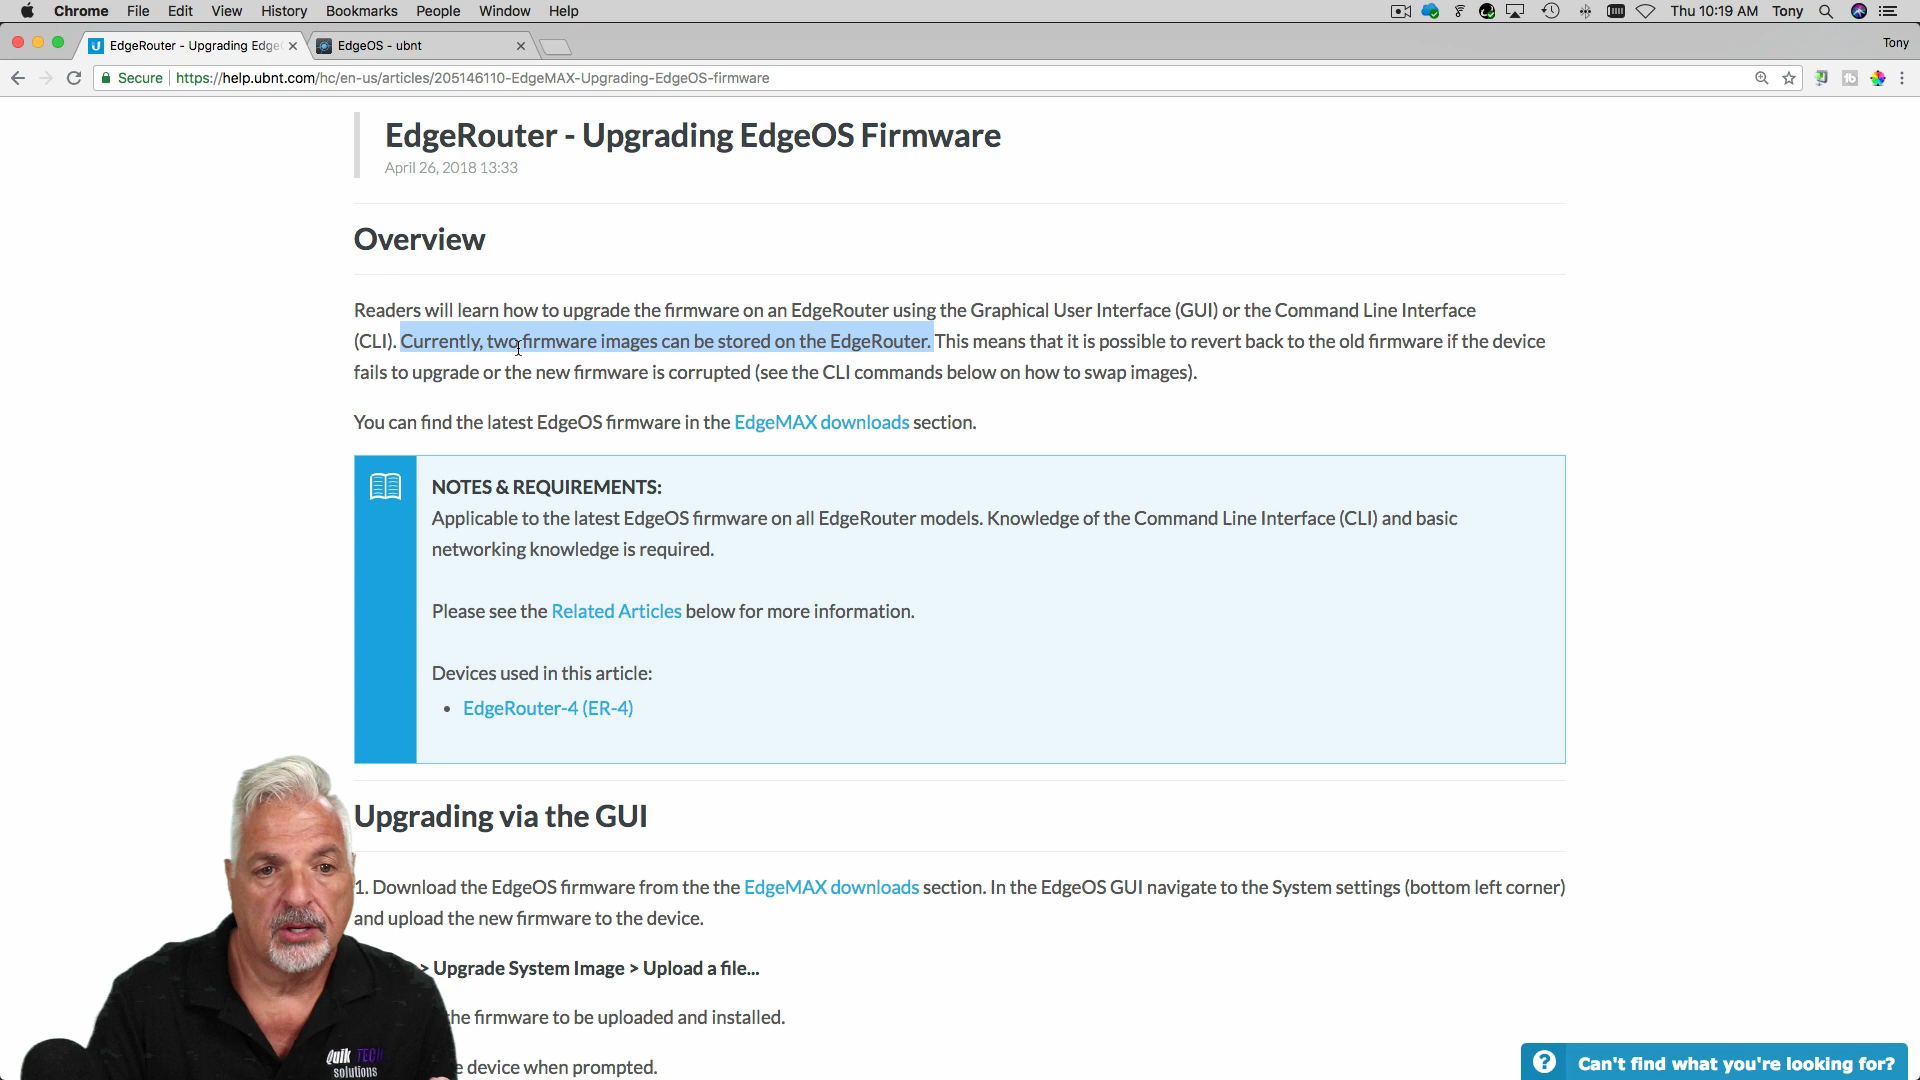 Chrome File Edit View History Bookmarks People Window Help Thu 10:19 AM Tony
EdgeRouter - Upgrading Edge EdgeOS - ubnt Tony
Secure https://help.ubnt.com/hc/en-us/articles/205146110-EdgeMAX-Upgrading-EdgeOS-firmware
EdgeRouter - Upgrading EdgeOS Firmware
April 26, 2018 13:33
Overview
Readers will learn how to upgrade the firmware on an EdgeRouter using the Graphical User Interface (GUI) or the Command Line Interface
(CLI). Currently, two firmware images can be stored on the EdgeRouter. This means that it is possible to revert back to the old firmware if the device
fails to upgrade or the new firmware is corrupted (see the CLI commands below on how to swap images).
You can find the latest EdgeOS firmware in the EdgeMAX downloads section.
NOTES & REQUIREMENTS:
Applicable to the latest EdgeOS firmware on all EdgeRouter models. Knowledge of the Command Line Interface (CLI) and basic
networking knowledge is required.
Please see the Related Articles below for more information.
Devices used in this article:
• EdgeRouter-4 (ER-4)
Upgrading via the GUI
1. Download the EdgeOS firmware from the the EdgeMAX downloads section. In the EdgeOS GUI navigate to the System settings (bottom left corner)
and upload the new firmware to the device.
> Upgrade System Image > Upload a file...
the firmware to be uploaded and installed.
device when prompted.
Quik TECH
solutions
? Can't find what you're looking for?